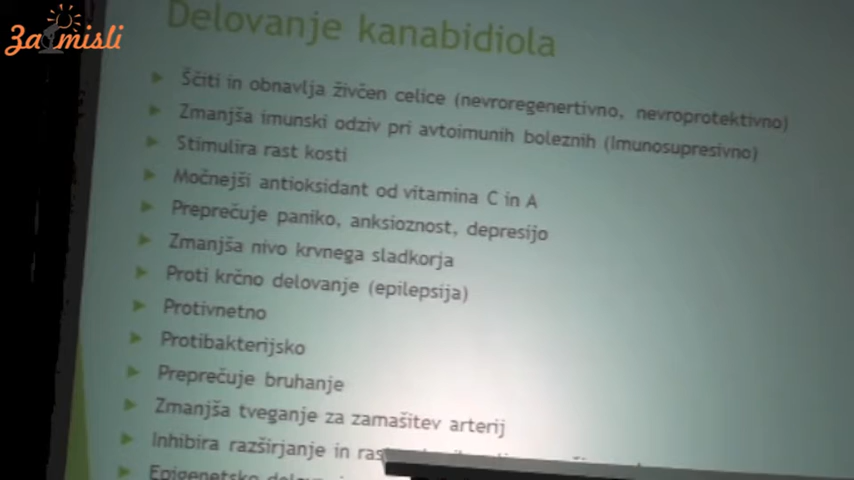 Za misli
Delovanje kanabidiola
Ščiti in obnavlja živčen celice (nevroregenertivno, nevroprotektivno)
Zmanjša imunski odziv pri avtoimunih boleznih (Imunosupresivno)
Stimulira rast kosti
Močnejši antioksidant od vitamina C in A
Preprečuje paniko, anksioznost, depresijo
Zmanjša nivo krvnega sladkorja
Proti krčno delovanje (epilepsija)
Protivnetno
Protibakterijsko
Preprečuje bruhanje
Zmanjša tveganje za zamašitev arterij
Inhibira razširjanje in
Epigenetsko